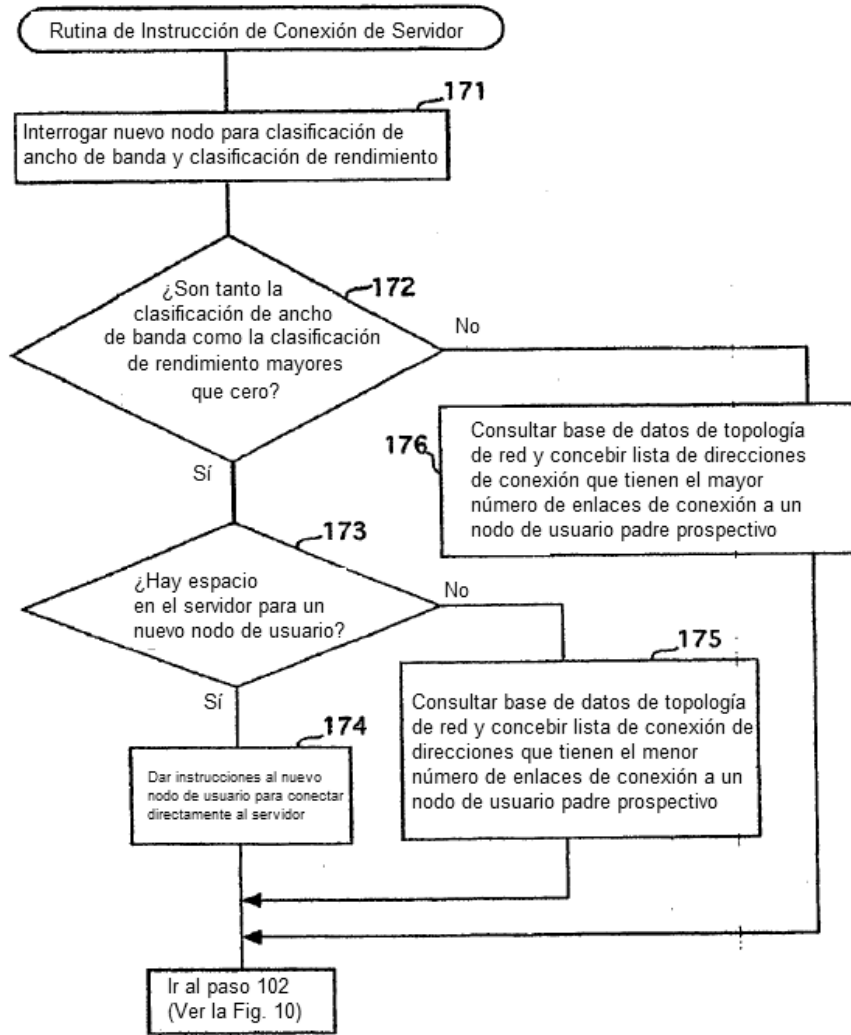 Rutina de Instrucción de Conexión de Servidor
171
Interrogar nuevo nodo para clasificación de
ancho de banda y clasificación de rendimiento
172
¿Son tanto la
clasificación de ancho
de banda como la clasificación
de rendimiento mayores
que cero?
No
Sí
176
Consultar base de datos de topología
de red y concebir lista de direcciones
de conexión que tienen el mayor
número de enlaces de conexión a un
nodo de usuario padre prospectivo
173
¿Hay espacio
en el servidor para un
nuevo nodo de usuario?
No
Sí
175
Consultar base de datos de topología
de red y concebir lista de conexión de
direcciones que tienen el menor
número de enlaces de conexión a un
nodo de usuario padre prospectivo
174
Dar instrucciones al nuevo
nodo de usuario para conectar
directamente al servidor
Ir al paso 102
(Ver la Fig. 10)